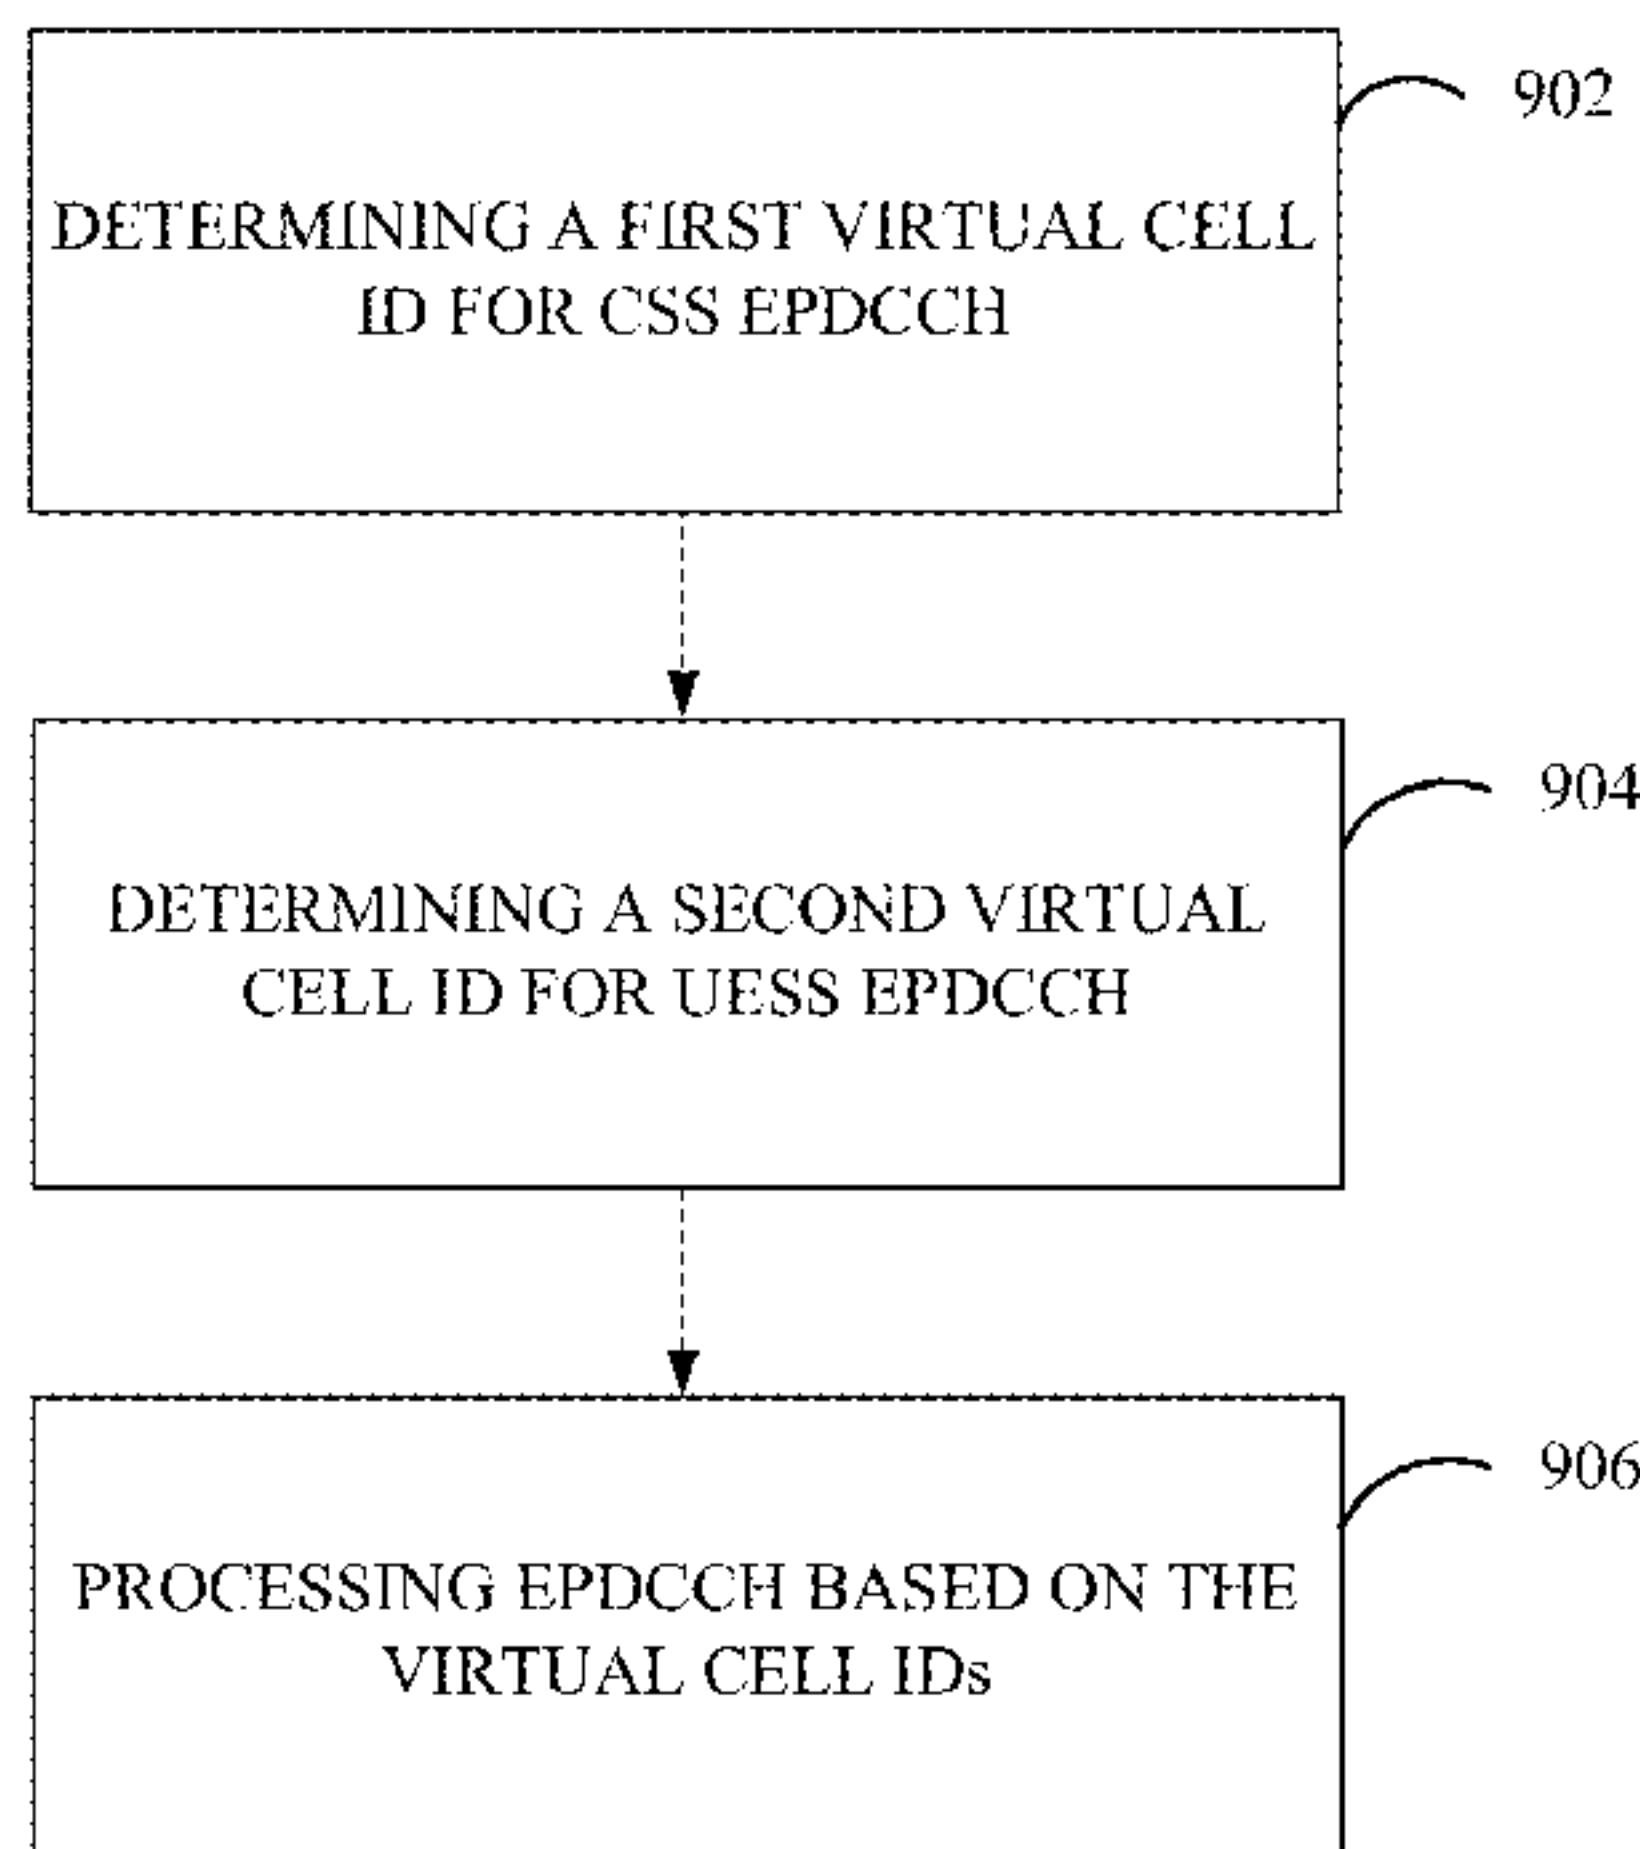 902
DETERMINING A FIRST VIRTUAL CELL
ID FOR CSS EPDCCH
904
DETERMINING A SECOND VIRTUAL
CELL ID FOR UESS EPDCCH
906
PROCESSING EPDCCH BASED ON THE
VIRTUAL CELL IDs